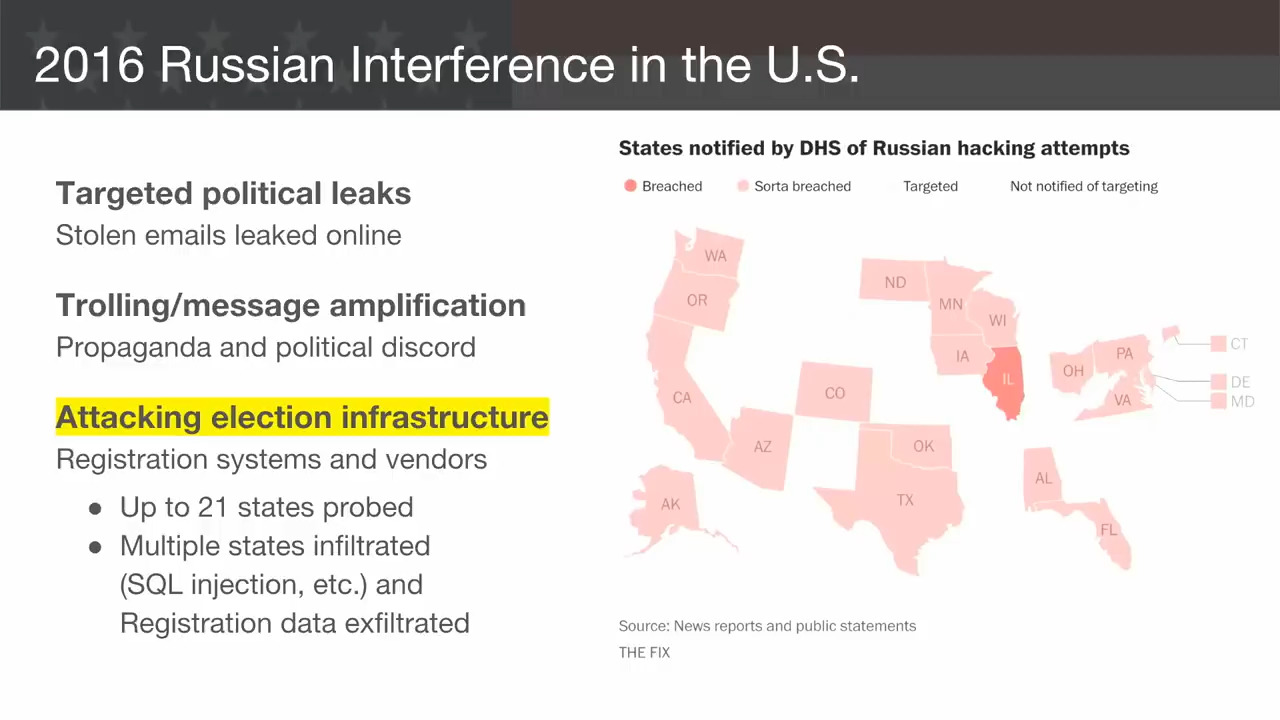 2016 Russian Interference in the U.S.
Targeted political leaks
Stolen emails leaked online
Trolling/message amplification
Propaganda and political discord
Attacking election infrastructure
Registration systems and vendors
● Up to 21 states probed
● Multiple states infiltrated
(SQL injection, etc.) and
Registration data exfiltrated
States notified by DHS of Russian hacking attempts
Breached Sorta breached Targeted Not notified of targeting
WA
OR
CA
AZ
AK
CO
ND
MN
WI
IA
IL
OK
TX
OH
PA
VA
CT
DE
MD
AL
FL
Source: News reports and public statements
THE FIX